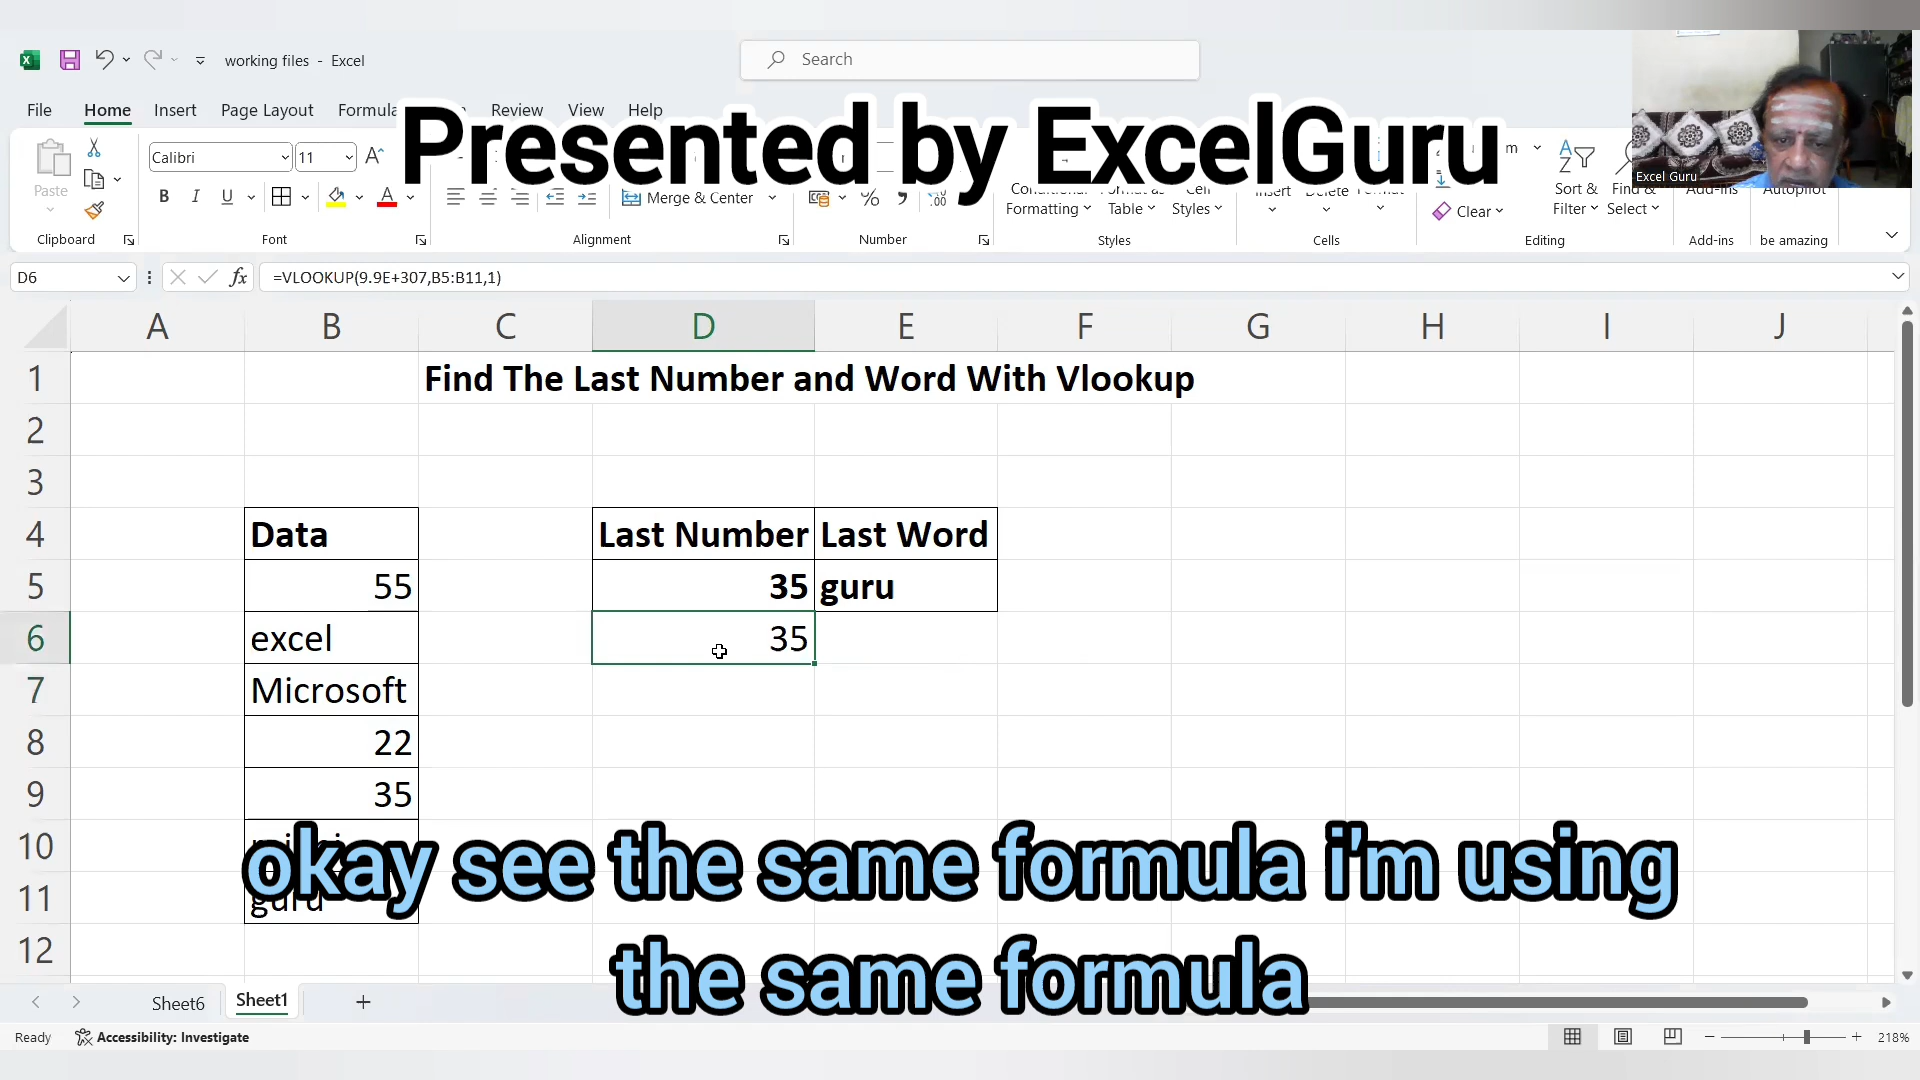 working files - Excel
Search
File Home Insert Page Layout Review View Help
Presented by ExcelGuru
Excel Guru
Paste
Calibri 11
Merge & Center
Formatting Table Styles
Clear
Sort & Filter
Select
Clipboard Font Alignment Number Styles Cells Editing Add-ins be amazing
D6 fx =VLOOKUP(9.9E+307,B5:B11,1)
A B C D E F G H I J
1 Find The Last Number and Word With Vlookup
2
3
4 Data Last Number Last Word
5 55 35 guru
6 excel 35
7 Microsoft
8 22
9 35
10
11 guru
12
okay see the same formula i'm using
the same formula
Sheet6 Sheet1
Ready Accessibility: Investigate 218%